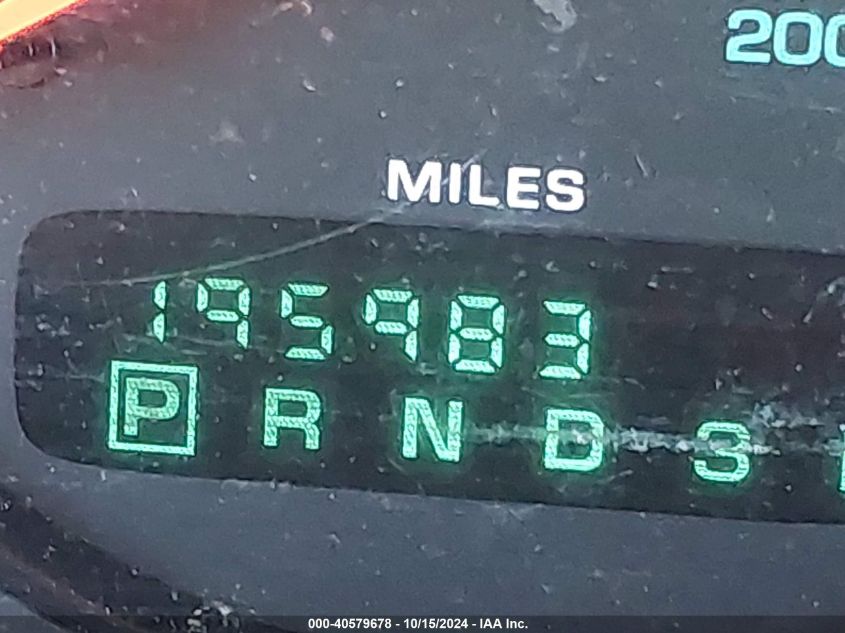 200
MILES
195983
P R N D 3
000-40579678 - 10/15/2024 - IAA Inc.